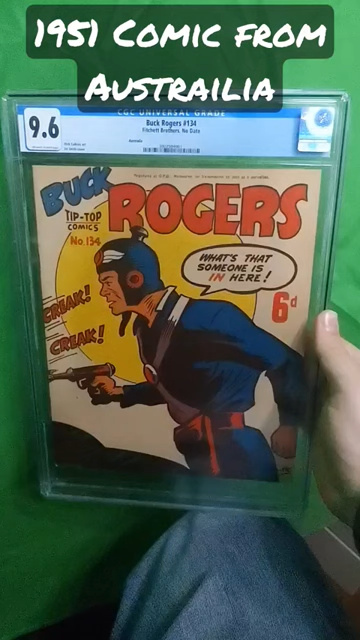 1951 Comic from
Austrailia
CGC UNIVERSAL GRADE
9.6
Buck Rogers #134
Fitchett Brothers, No Date
Australia
BUCK
ROGERS
TIP-TOP
COMICS
No. 134
WHAT'S THAT
SOMEONE IS
IN HERE!
6d
CREAK!
CREAK!